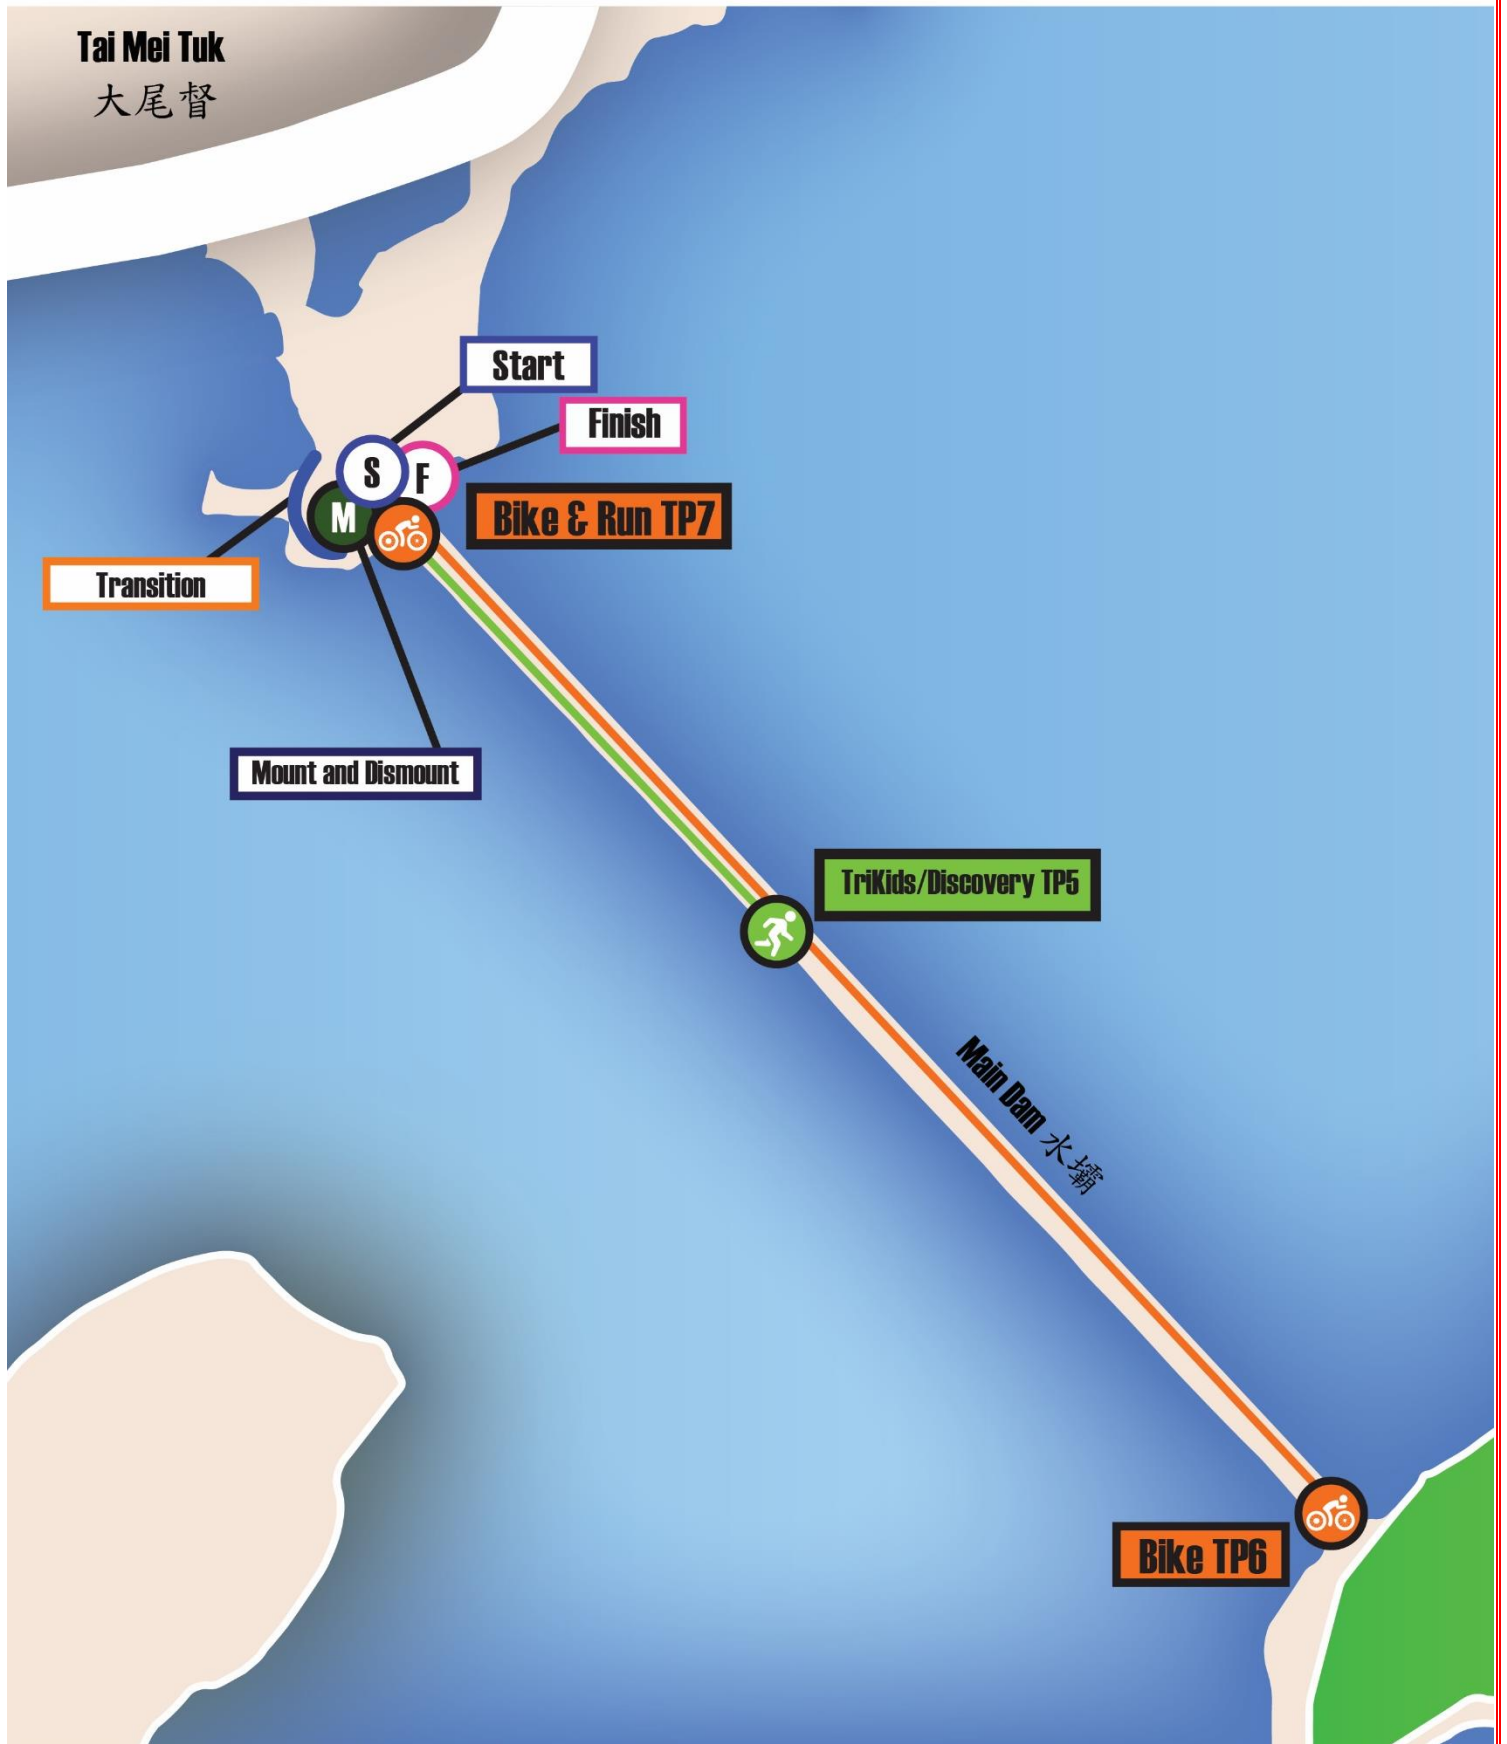 Tai Mei Tuk
大尾督
Start
Finish
S
F
M
Bike & Run TP7
Transition
Mount and Dismount
TriKids/Discovery TP5
Main Dam 水壩
Bike TP6